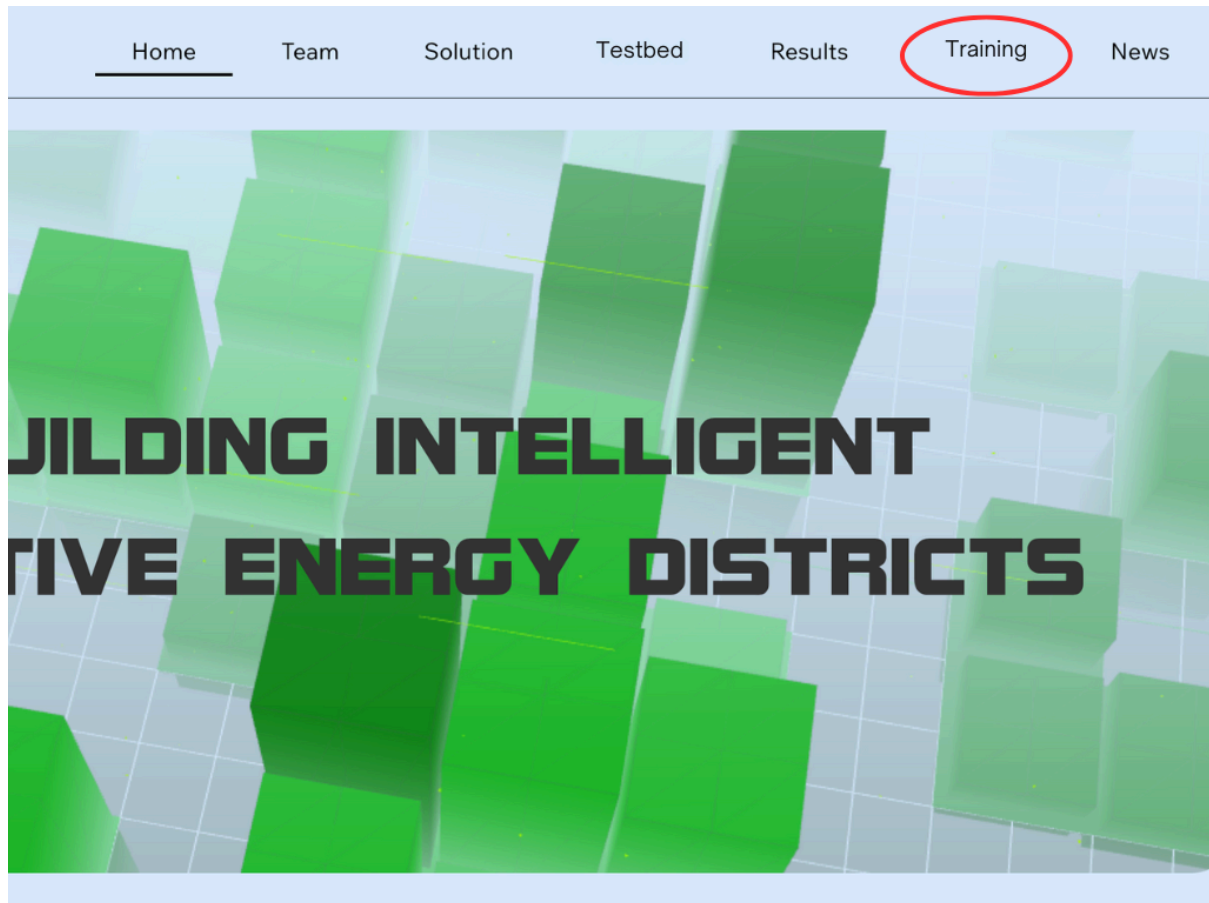 Home Team Solution Testbed Results Training News
UILDING INTELLIGENT
TIVE ENERGY DISTRICTS